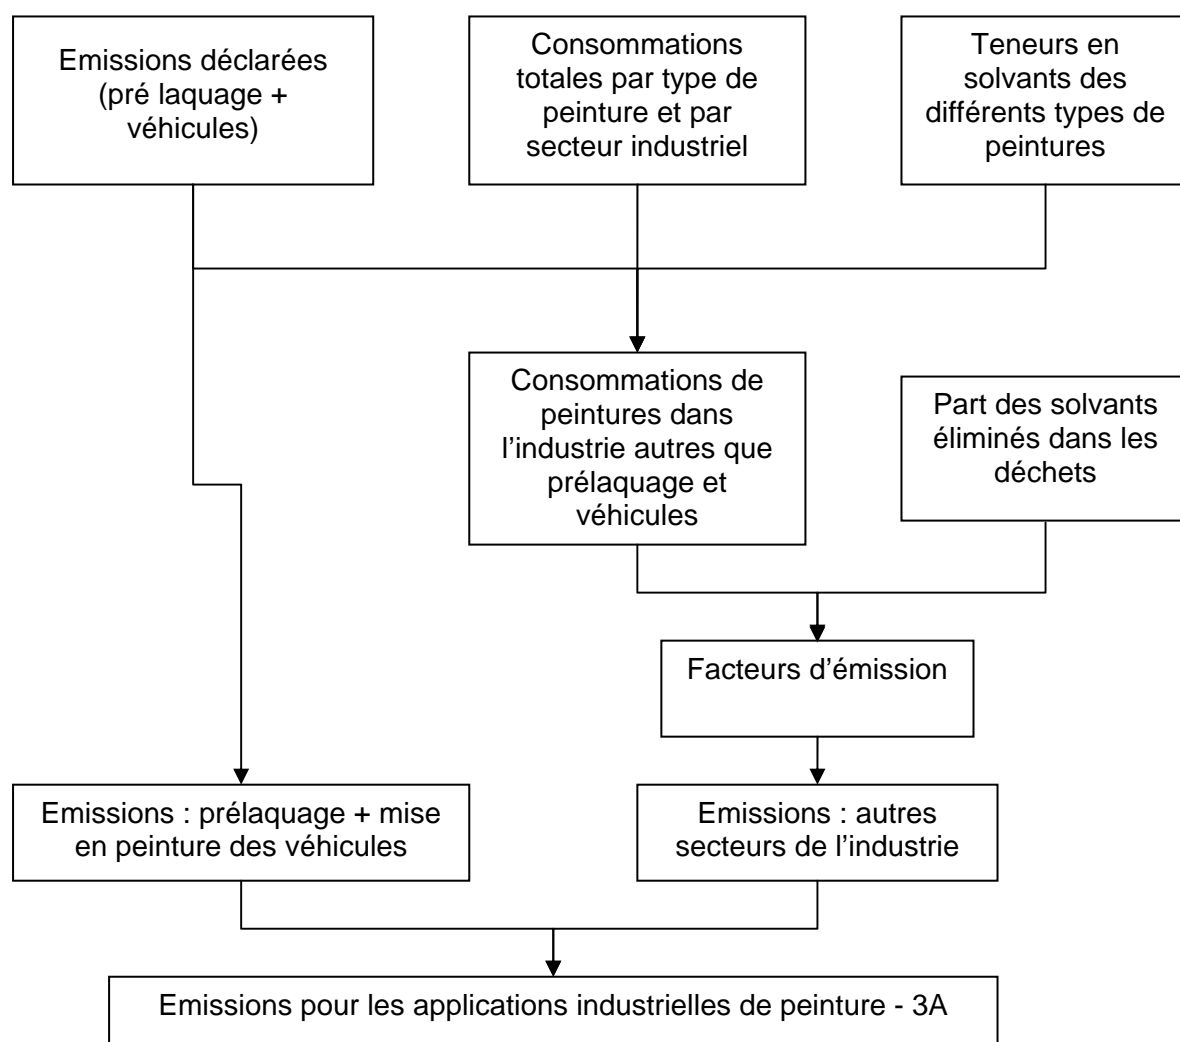 Emissions déclarées
(pré laquage +
véhicules)
Consommations
totales par type de
peinture et par
secteur industriel
Teneurs en
solvants des
différents types de
peintures
Consommations de
peintures dans
l’industrie autres que
prélaquage et
véhicules
Part des solvants
éliminés dans les
déchets
Facteurs d’émission
Emissions : prélaquage + mise
en peinture des véhicules
Emissions : autres
secteurs de l’industrie
Emissions pour les applications industrielles de peinture - 3A